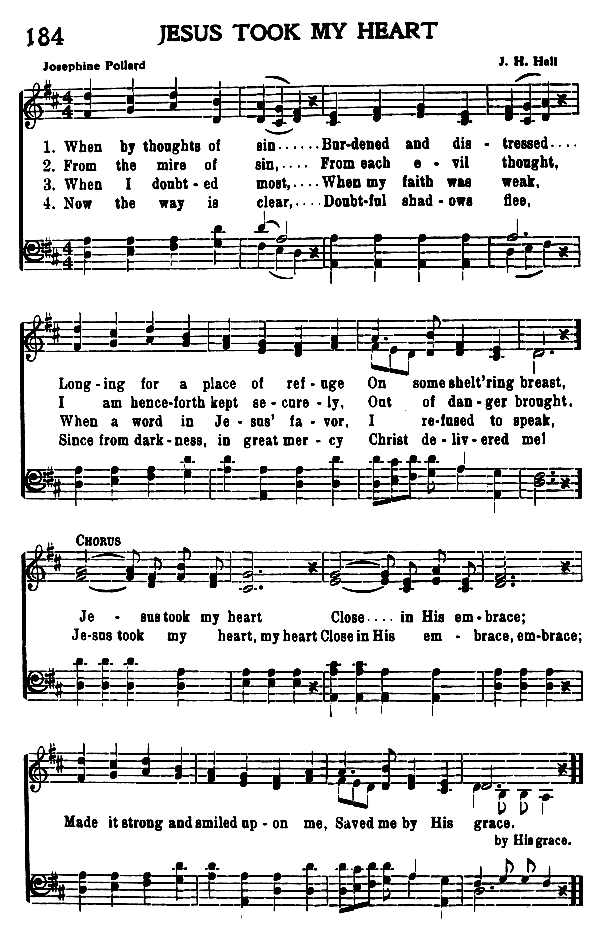 184 JESUS TOOK MY HEART
Josephine Pollard J. H. Hall
1. When by thoughts of sin......Bur-dened and dis - tressed....
2. From the mire of sin,.... From each e - vil thought,
3. When I doubt-ed most,....When my faith was weak,
4. Now the way is clear,....Doubt-ful shad-ows flee,
Long-ing for a place of ref - uge On some shelt'ring breast,
I am hence-forth kept se - cure - ly, Out of dan - ger brought.
When a word in Je - sus' fa - vor, I re-fused to speak,
Since from dark-ness, in great mer - cy Christ de - liv - ered me!
CHORUS
Je - sus took my heart Close.... in His em - brace;
Je-sus took my heart, my heart Close in His em - brace, em-brace;
Made it strong and smiled up - on me, Saved me by His grace.
by His grace.